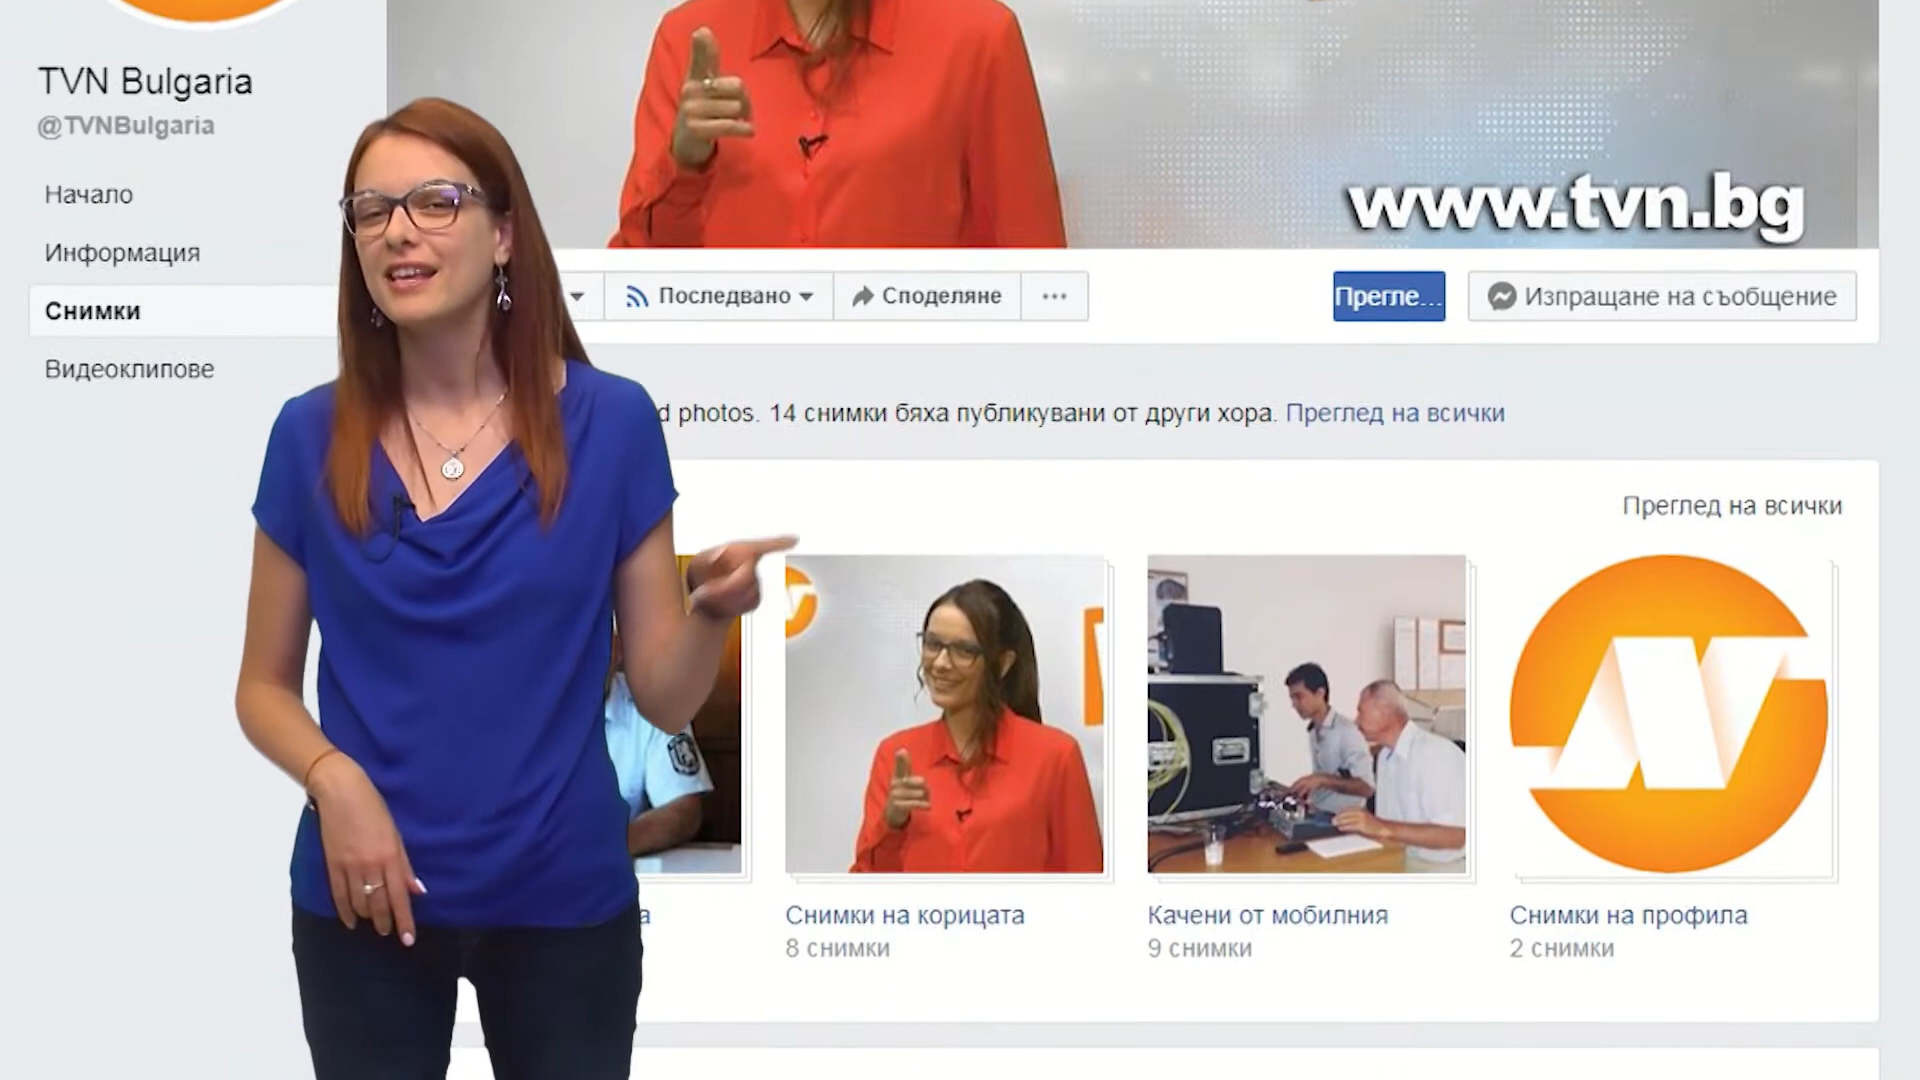 TVN Bulgaria
@TVNBulgaria
Начало
Информация
Снимки
Видеоклипове
www.tvn.bg
Последвано
Споделяне
...
Прегле...
Изпращане на съобщение
d photos. 14 снимки бяха публикувани от други хора. Преглед на всички
Преглед на всички
а
Снимки на корицата
8 снимки
Качени от мобилния
9 снимки
Снимки на профила
2 снимки